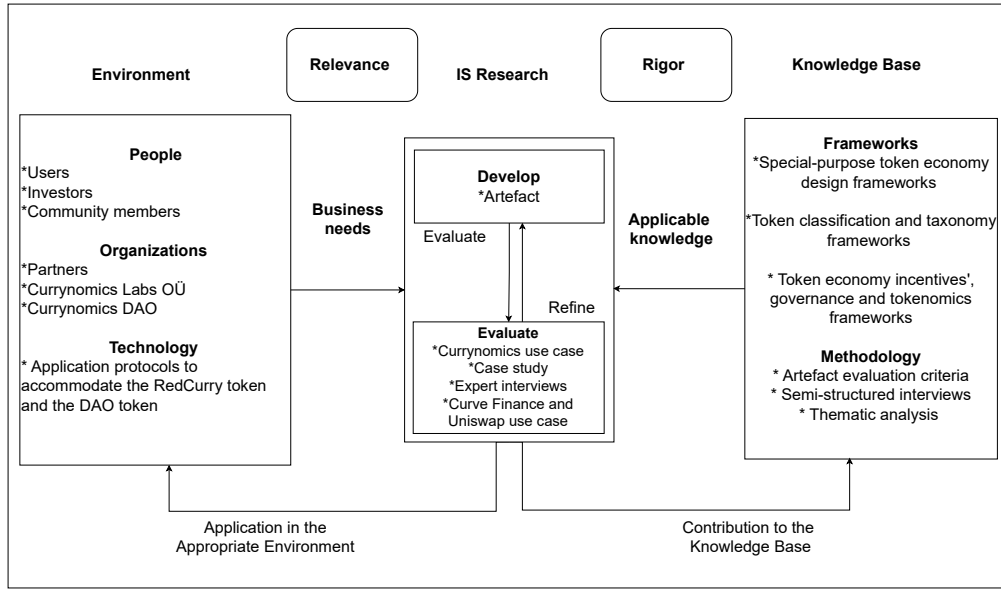 Environment
Relevance
IS Research
Rigor
Knowledge Base
People
*Users
*Investors
*Community members
Organizations
*Partners
*Currynomics Labs OÜ
*Currynomics DAO
Technology
* Application protocols to
accommodate the RedCurry token
and the DAO token
Business
needs
Develop
*Artefact
Evaluate
Refine
Evaluate
*Currynomics use case
*Case study
*Expert interviews
*Curve Finance and
Uniswap use case
Applicable
knowledge
Frameworks
*Special-purpose token economy
design frameworks
*Token classification and taxonomy
frameworks
* Token economy incentives',
governance and tokenomics
frameworks
Methodology
* Artefact evaluation criteria
* Semi-structured interviews
* Thematic analysis
Application in the
Appropriate Environment
Contribution to the
Knowledge Base